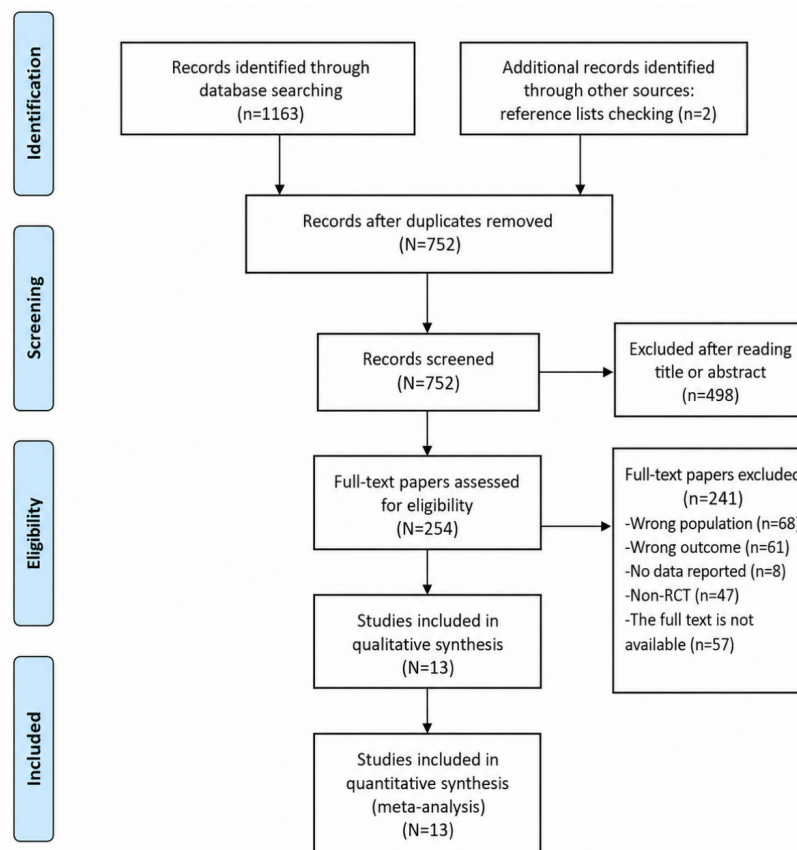 Identification
Records identified through
database searching
(n=1163)
Additional records identified
through other sources:
reference lists checking (n=2)
Records after duplicates removed
(N=752)
Screening
Records screened
(N=752)
Excluded after reading
title or abstract
(n=498)
Eligibility
Full-text papers assessed
for eligibility
(N=254)
Full-text papers excluded
(n=241)
-Wrong population (n=68)
-Wrong outcome (n=61)
-No data reported (n=8)
-Non-RCT (n=47)
-The full text is not
available (n=57)
Studies included in
qualitative synthesis
(N=13)
Included
Studies included in
quantitative synthesis
(meta-analysis)
(N=13)